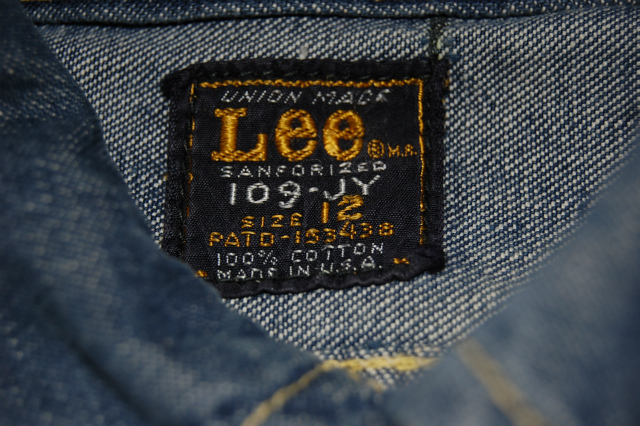 UNION MADE
Lee ® M.R.
SANFORIZED
109-JY
SIZE 12
PATD-153438
100% COTTON
MADE IN U.S.A.